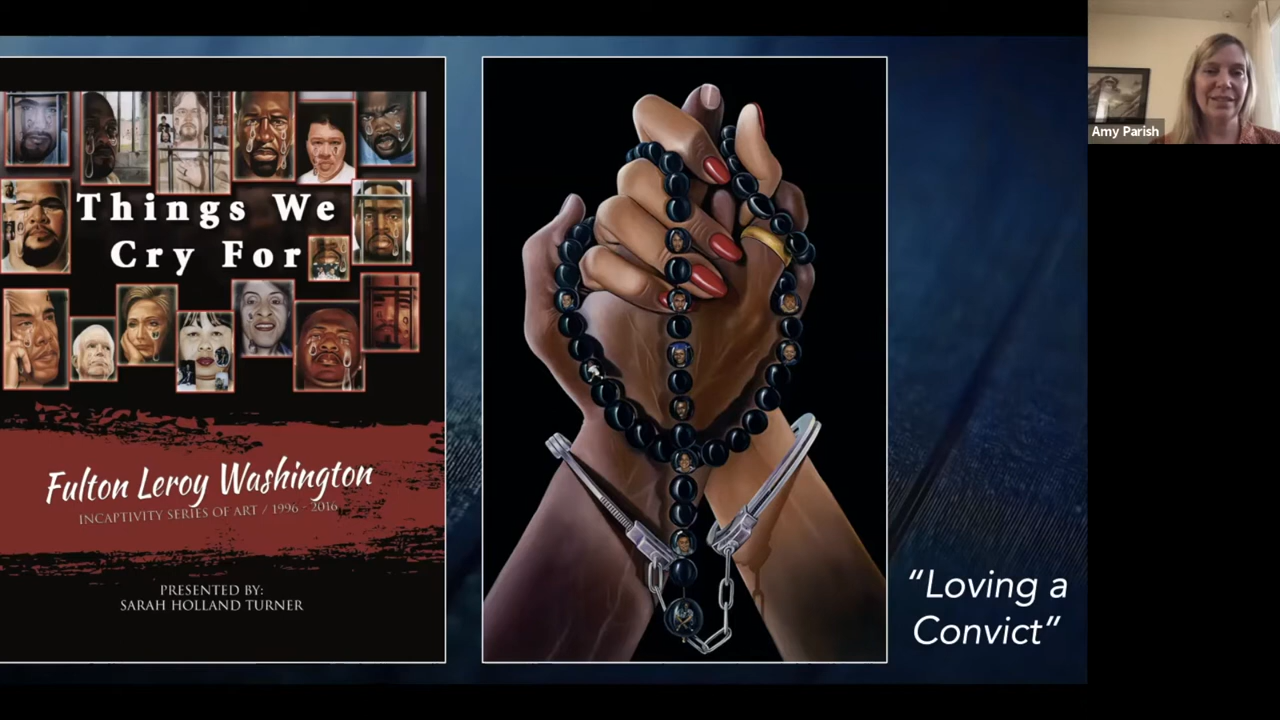 Things We
Cry For
Fulton Leroy Washington
INCAPTIVITY SERIES OF ART / 1996 - 2016
PRESENTED BY:
SARAH HOLLAND TURNER
“Loving a
Convict”
Amy Parish